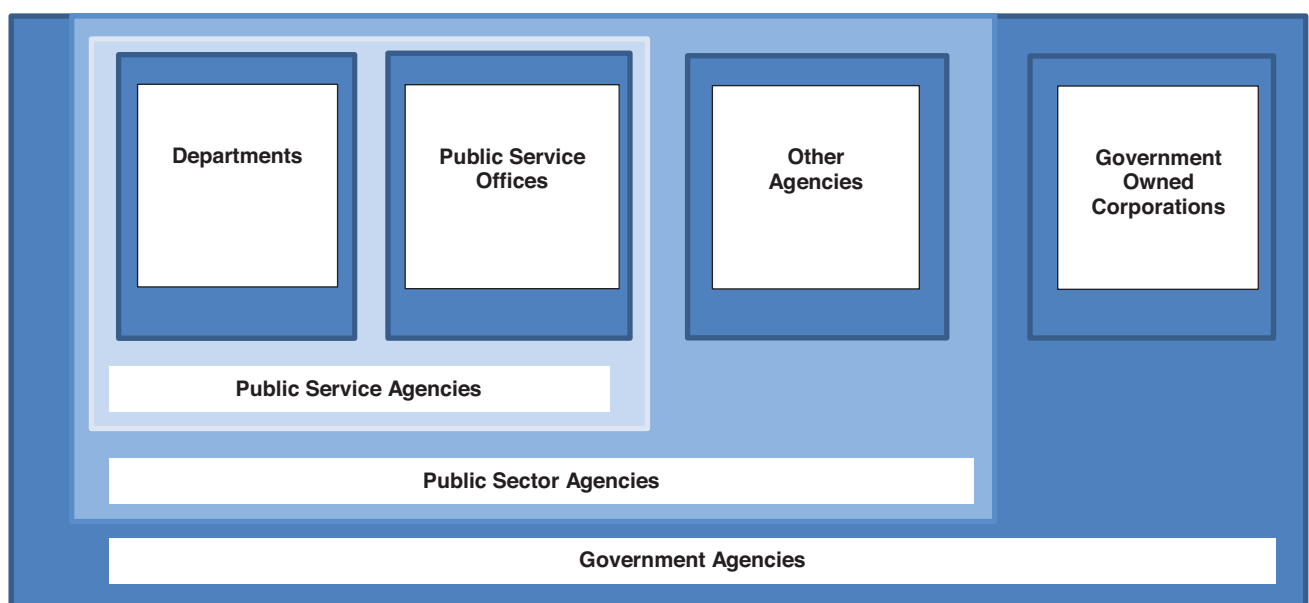 Departments
Public Service
Offices
Other
Agencies
Government
Owned
Corporations
Public Service Agencies
Public Sector Agencies
Government Agencies